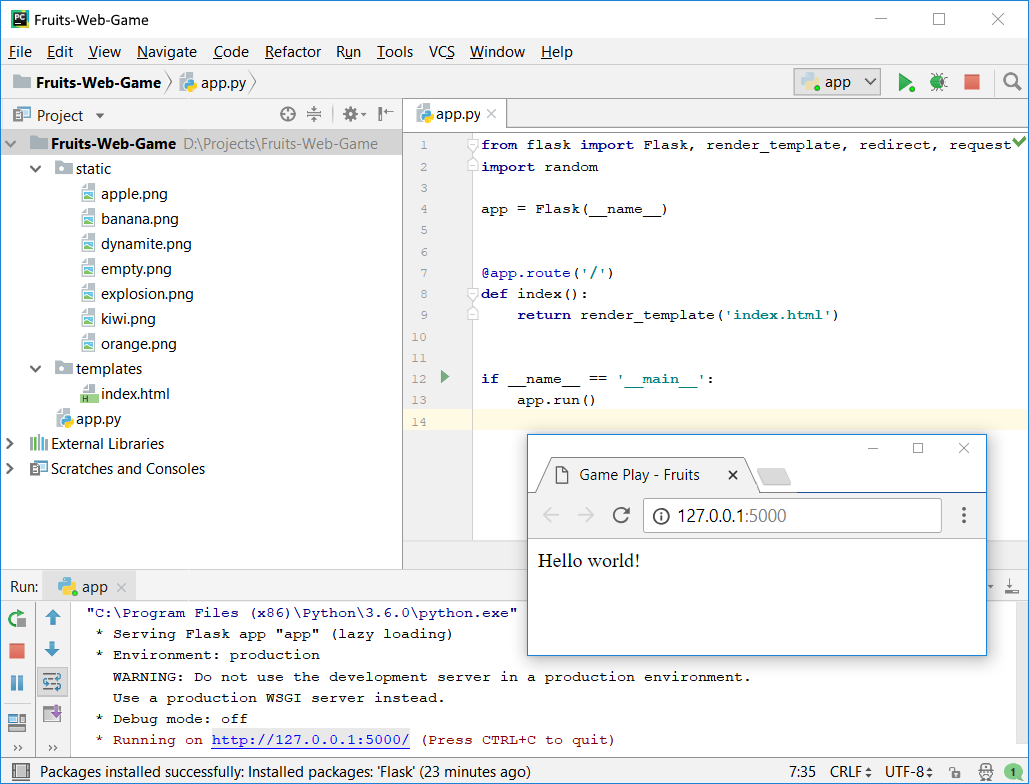 PC Fruits-Web-Game
File Edit View Navigate Code Refactor Run Tools VCS Window Help
Fruits-Web-Game app.py app
Project app.py
Fruits-Web-Game D:\Projects\Fruits-Web-Game
static
apple.png
banana.png
dynamite.png
empty.png
explosion.png
kiwi.png
orange.png
templates
H index.html
app.py
External Libraries
Scratches and Consoles
1 from flask import Flask, render_template, redirect, request
2 import random
3
4 app = Flask(__name__)
5
6
7 @app.route('/')
8 def index():
9 return render_template('index.html')
10
11
12 if __name__ == '__main__':
13 app.run()
14
Game Play - Fruits
127.0.0.1:5000
Hello world!
Run: app
"C:\Program Files (x86)\Python\3.6.0\python.exe"
* Serving Flask app "app" (lazy loading)
* Environment: production
WARNING: Do not use the development server in a production environment.
Use a production WSGI server instead.
* Debug mode: off
* Running on http://127.0.0.1:5000/ (Press CTRL+C to quit)
Packages installed successfully: Installed packages: 'Flask' (23 minutes ago) 7:35 CRLF UTF-8 1